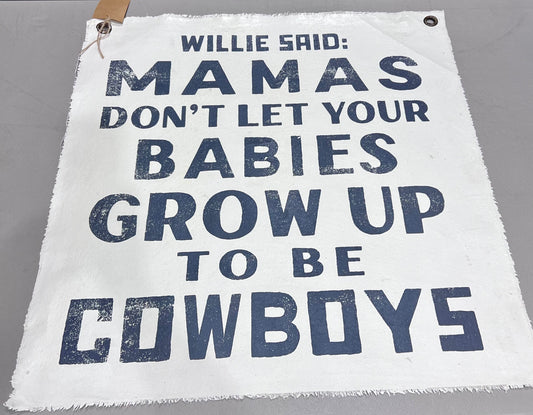 WILLIE SAID:
MAMAS
DON'T LET YOUR
BABIES
GROW UP
TO BE
COWBOYS